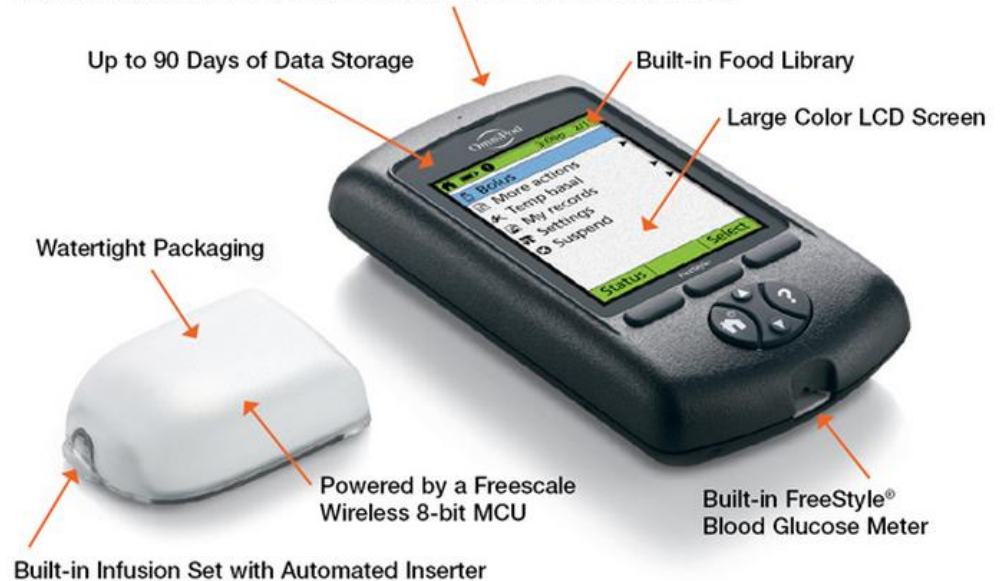 Up to 90 Days of Data Storage
Built-in Food Library
Large Color LCD Screen
OmniPod
Bolus
More actions
Temp basal
My records
Settings
Suspend
Status
Select
freestyle
?
Watertight Packaging
Powered by a Freescale
Wireless 8-bit MCU
Built-in FreeStyle®
Blood Glucose Meter
Built-in Infusion Set with Automated Inserter